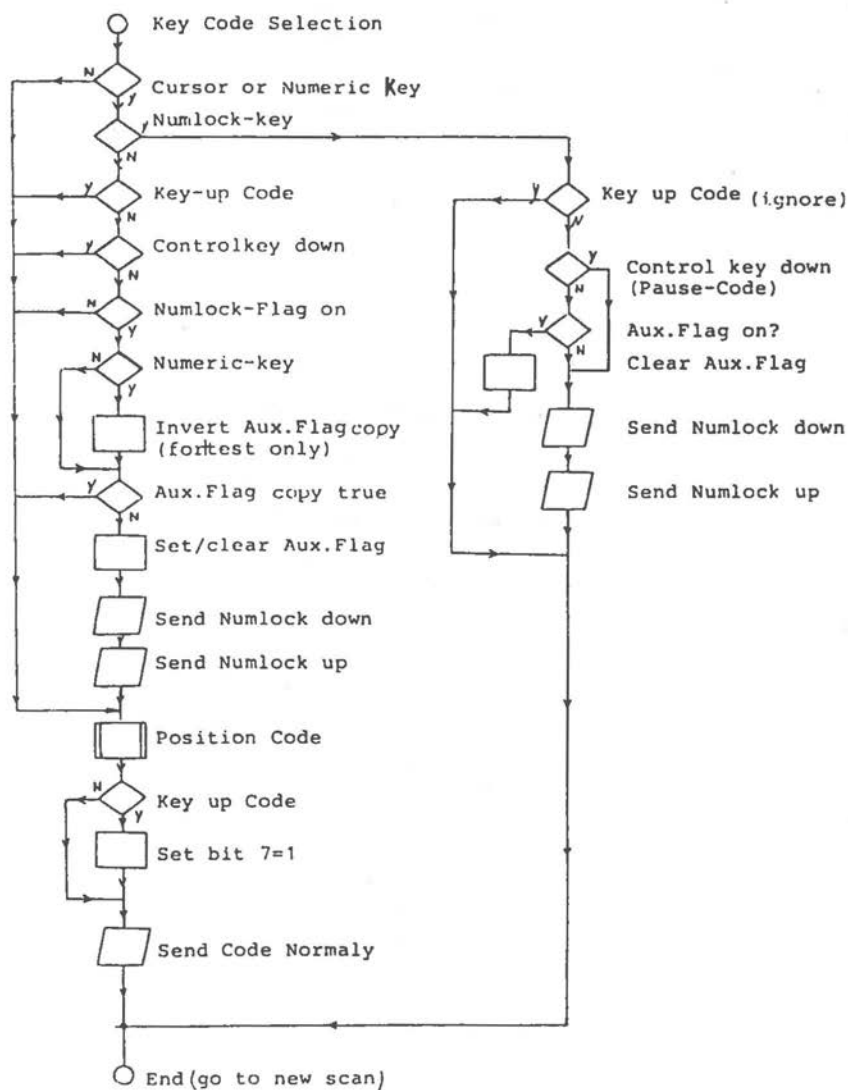 Key Code Selection
N
Cursor or Numeric Key
Y
Numlock-key
Y
N
Y
Key-up Code
N
Y
Controlkey down
N
N
Numlock-Flag on
Y
N
Numeric-key
Y
Invert Aux.Flag copy
(fortest only)
Y
Aux.Flag copy true
N
Set/clear Aux.Flag
Send Numlock down
Send Numlock up
Position Code
N
Key up Code
Y
Set bit 7=1
Send Code Normaly
End(go to new scan)
Y
Key up Code (ignore)
N
Y
Control key down
(Pause-Code)
N
Y
Aux.Flag on?
N
Clear Aux.Flag
Send Numlock down
Send Numlock up